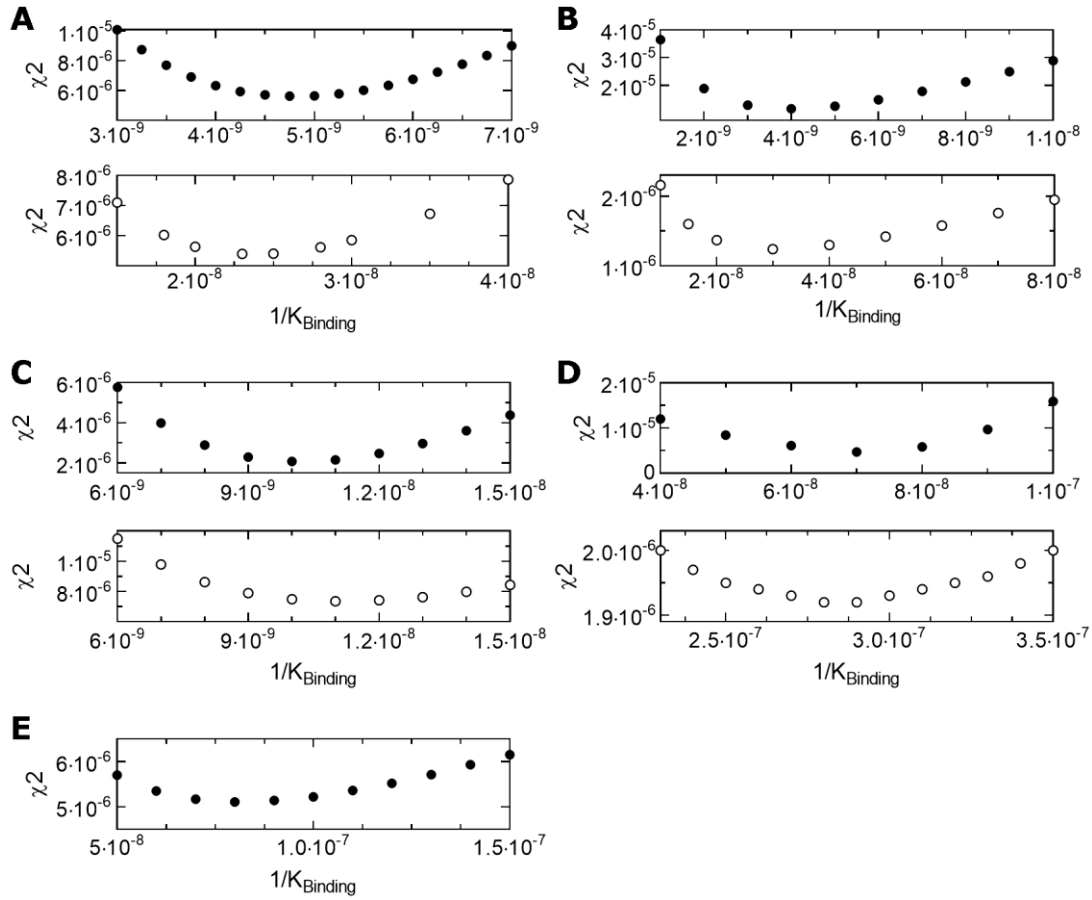 A
χ2
1·10⁻⁵
8·10⁻⁶
6·10⁻⁶
3·10⁻⁹ 4·10⁻⁹ 5·10⁻⁹ 6·10⁻⁹ 7·10⁻⁹
χ2
8·10⁻⁶
7·10⁻⁶
6·10⁻⁶
2·10⁻⁸ 3·10⁻⁸ 4·10⁻⁸
1/K_Binding
B
χ2
4·10⁻⁵
3·10⁻⁵
2·10⁻⁵
2·10⁻⁹ 4·10⁻⁹ 6·10⁻⁹ 8·10⁻⁹ 1·10⁻⁸
χ2
2·10⁻⁶
1·10⁻⁶
2·10⁻⁸ 4·10⁻⁸ 6·10⁻⁸ 8·10⁻⁸
1/K_Binding
C
χ2
6·10⁻⁶
4·10⁻⁶
2·10⁻⁶
6·10⁻⁹ 9·10⁻⁹ 1.2·10⁻⁸ 1.5·10⁻⁸
χ2
1·10⁻⁵
8·10⁻⁶
6·10⁻⁹ 9·10⁻⁹ 1.2·10⁻⁸ 1.5·10⁻⁸
1/K_Binding
D
χ2
2·10⁻⁵
1·10⁻⁵
0
4·10⁻⁸ 6·10⁻⁸ 8·10⁻⁸ 1·10⁻⁷
χ2
2.0·10⁻⁶
1.9·10⁻⁶
2.5·10⁻⁷ 3.0·10⁻⁷ 3.5·10⁻⁷
1/K_Binding
E
χ2
6·10⁻⁶
5·10⁻⁶
5·10⁻⁸ 1.0·10⁻⁷ 1.5·10⁻⁷
1/K_Binding